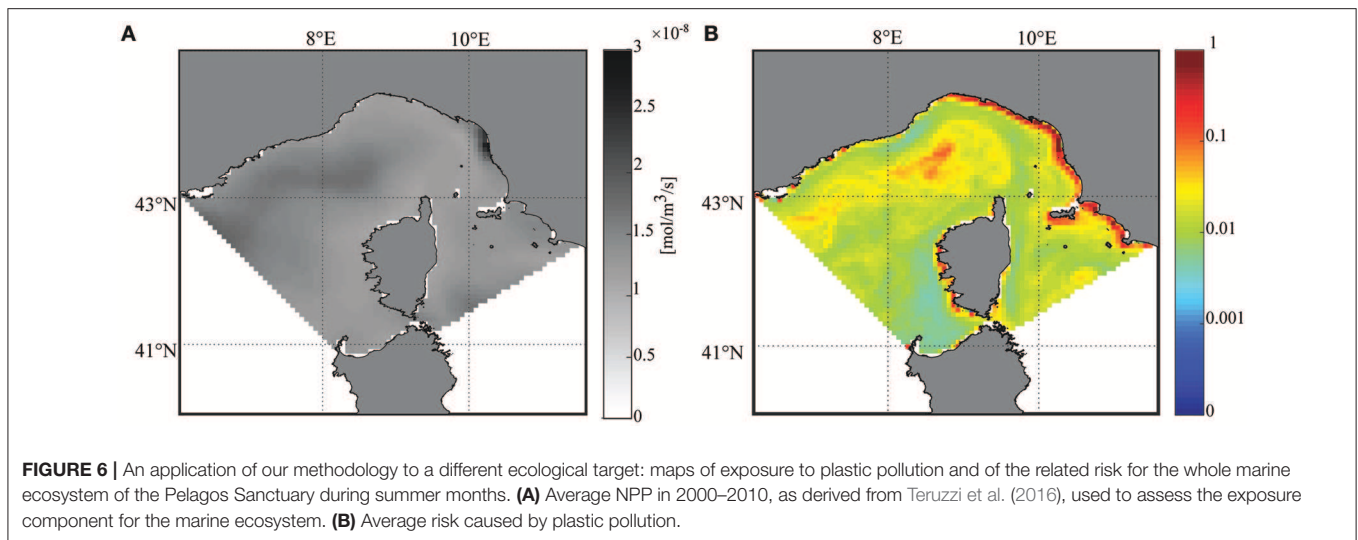 A
8°E
10°E
×10⁻⁸
3
2.5
2
1.5
1
0.5
0
[mol/m³/s]
43°N
41°N
B
8°E
10°E
1
0.1
0.01
0.001
0
43°N
41°N
FIGURE 6 | An application of our methodology to a different ecological target: maps of exposure to plastic pollution and of the related risk for the whole marine
ecosystem of the Pelagos Sanctuary during summer months. (A) Average NPP in 2000–2010, as derived from Teruzzi et al. (2016), used to assess the exposure
component for the marine ecosystem. (B) Average risk caused by plastic pollution.